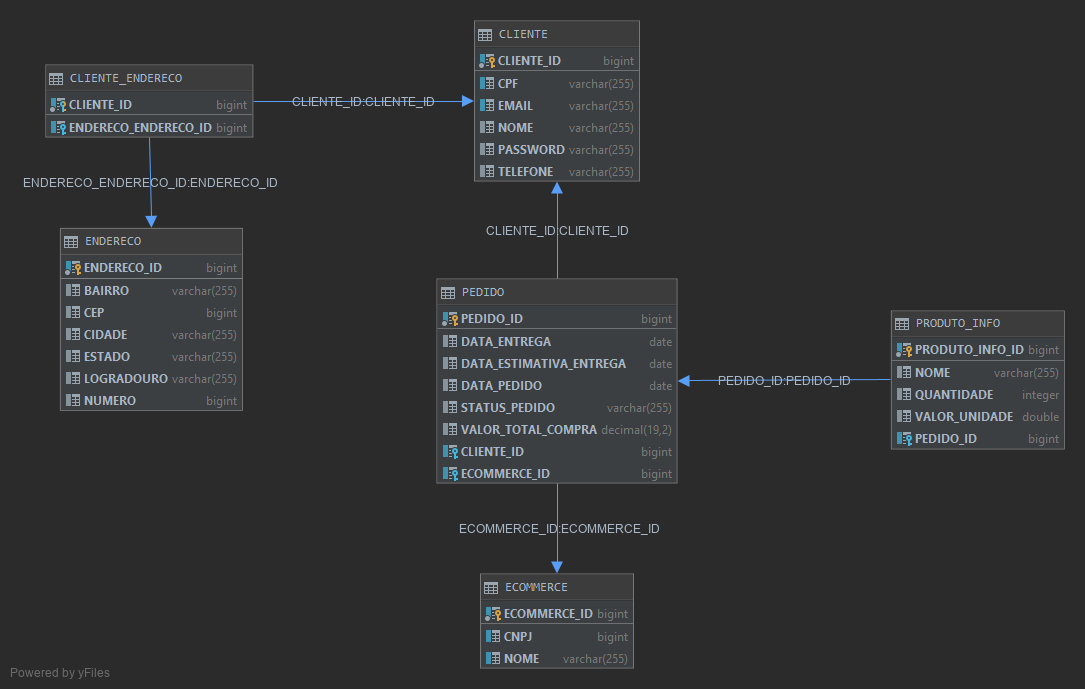 CLIENTE
CLIENTE_ID bigint
CPF varchar(255)
EMAIL varchar(255)
NOME varchar(255)
PASSWORD varchar(255)
TELEFONE varchar(255)
CLIENTE_ENDERECO
CLIENTE_ID bigint
ENDERECO_ENDERECO_ID bigint
CLIENTE_ID:CLIENTE_ID
ENDERECO_ENDERECO_ID:ENDERECO_ID
ENDERECO
ENDERECO_ID bigint
BAIRRO varchar(255)
CEP bigint
CIDADE varchar(255)
ESTADO varchar(255)
LOGRADOURO varchar(255)
NUMERO bigint
CLIENTE_ID:CLIENTE_ID
PEDIDO
PEDIDO_ID bigint
DATA_ENTREGA date
DATA_ESTIMATIVA_ENTREGA date
DATA_PEDIDO date
STATUS_PEDIDO varchar(255)
VALOR_TOTAL_COMPRA decimal(19,2)
CLIENTE_ID bigint
ECOMMERCE_ID bigint
PEDIDO_ID:PEDIDO_ID
PRODUTO_INFO
PRODUTO_INFO_ID bigint
NOME varchar(255)
QUANTIDADE integer
VALOR_UNIDADE double
PEDIDO_ID bigint
ECOMMERCE_ID:ECOMMERCE_ID
ECOMMERCE
ECOMMERCE_ID bigint
CNPJ bigint
NOME varchar(255)
Powered by yFiles